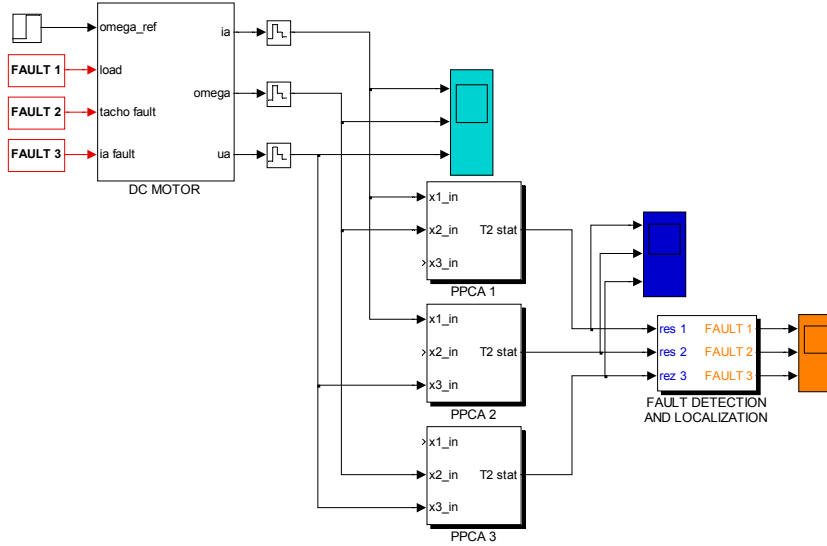 omega_ref
ia
FAULT 1
load
omega
FAULT 2
tacho fault
FAULT 3
ia fault
ua
DC MOTOR
x1_in
x2_in
T2 stat
x3_in
PPCA 1
x1_in
x2_in
T2 stat
x3_in
PPCA 2
res 1
FAULT 1
res 2
FAULT 2
rez 3
FAULT 3
FAULT DETECTION
AND LOCALIZATION
x1_in
x2_in
T2 stat
x3_in
PPCA 3